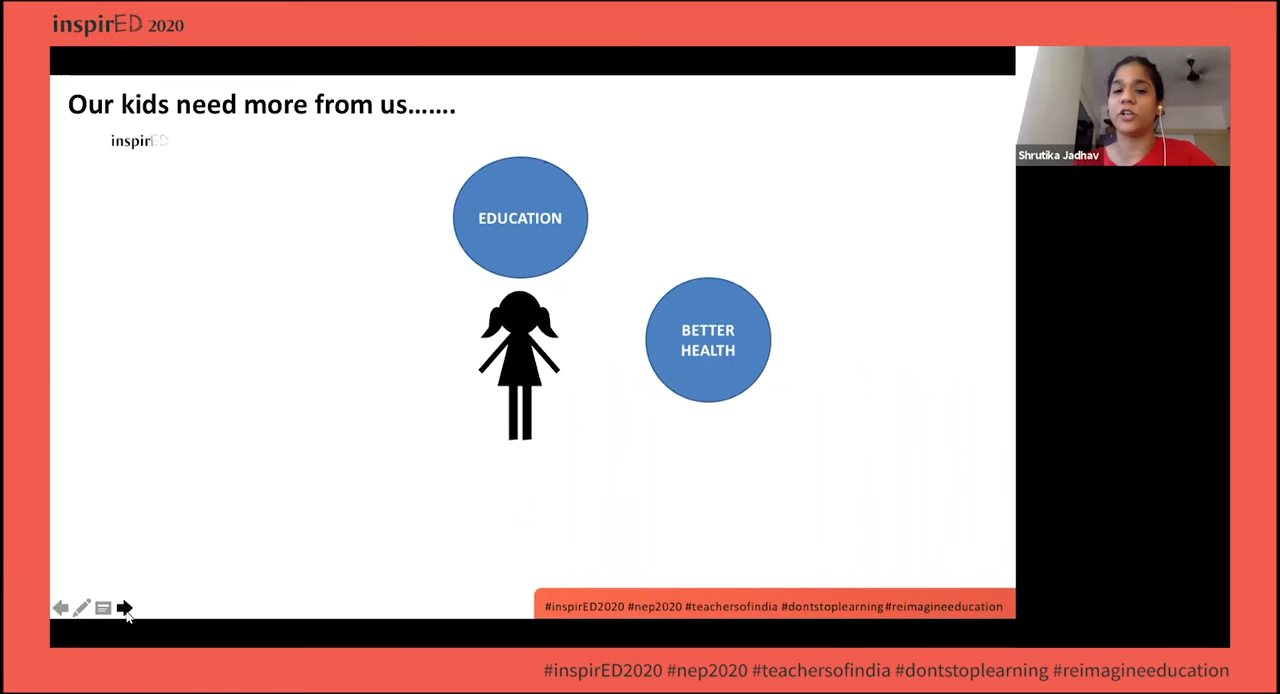 inspirED 2020
Our kids need more from us.......
inspirED
EDUCATION
BETTER
HEALTH
Shrutika Jadhav
#inspirED2020 #nep2020 #teachersofindia #dontstoplearning #reimagineeducation
#inspirED2020 #nep2020 #teachersofindia #dontstoplearning #reimagineeducation